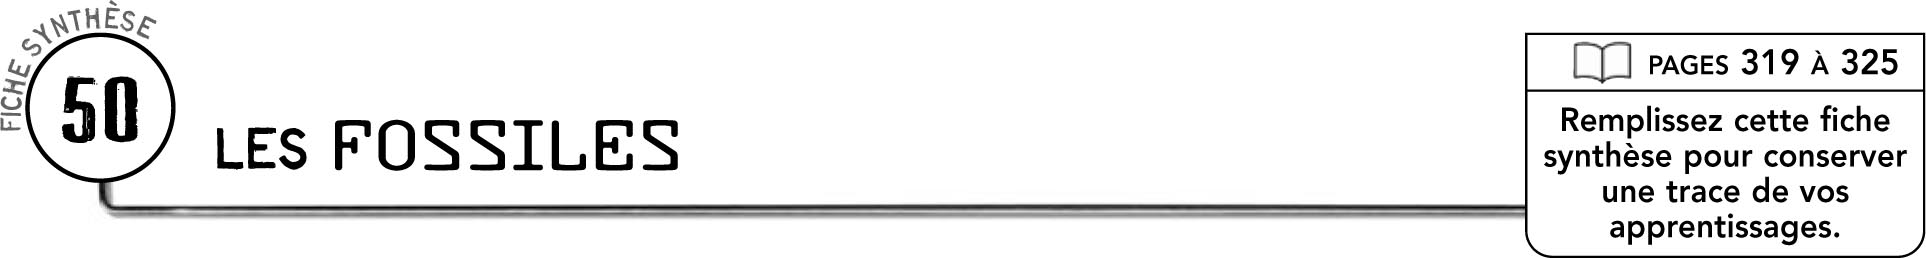 FICHE SYNTHÈSE
50
LES FOSSILES
PAGES 319 À 325
Remplissez cette fiche
synthèse pour conserver
une trace de vos
apprentissages.